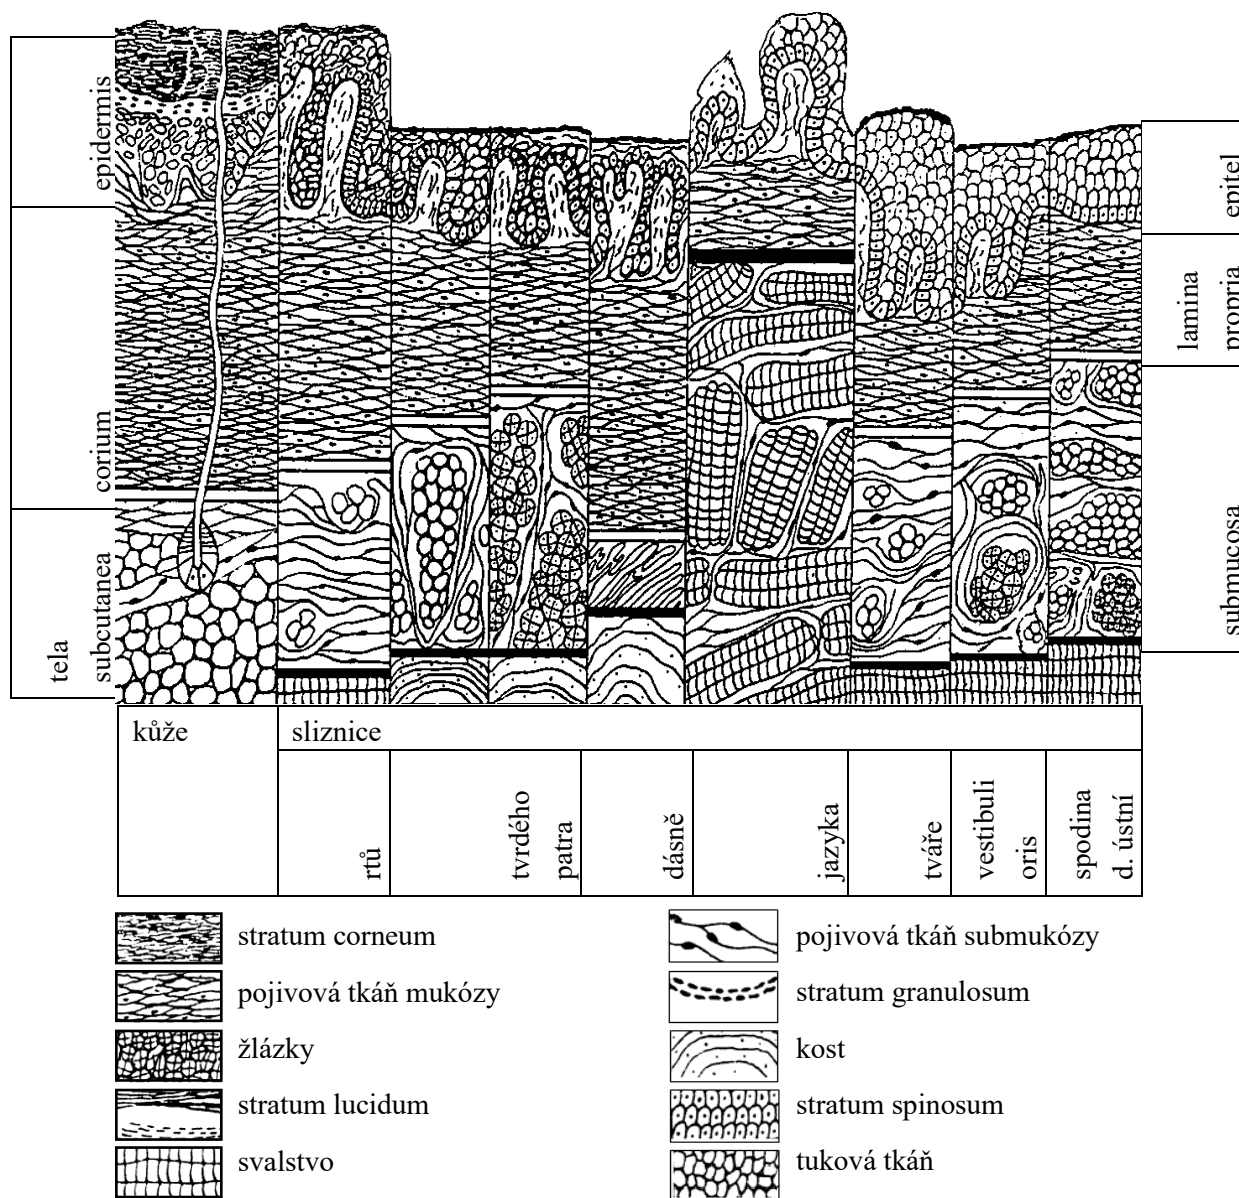 epidermis
corium
tela
subcutanea
epitel
lamina
propria
submucosa
kůže
sliznice
rtů
tvrdého
patra
dásně
jazyka
tváře
vestibuli
oris
spodina
d. ústní
stratum corneum
pojivová tkáň mukózy
žlázky
stratum lucidum
svalstvo
pojivová tkáň submukózy
stratum granulosum
kost
stratum spinosum
tuková tkáň